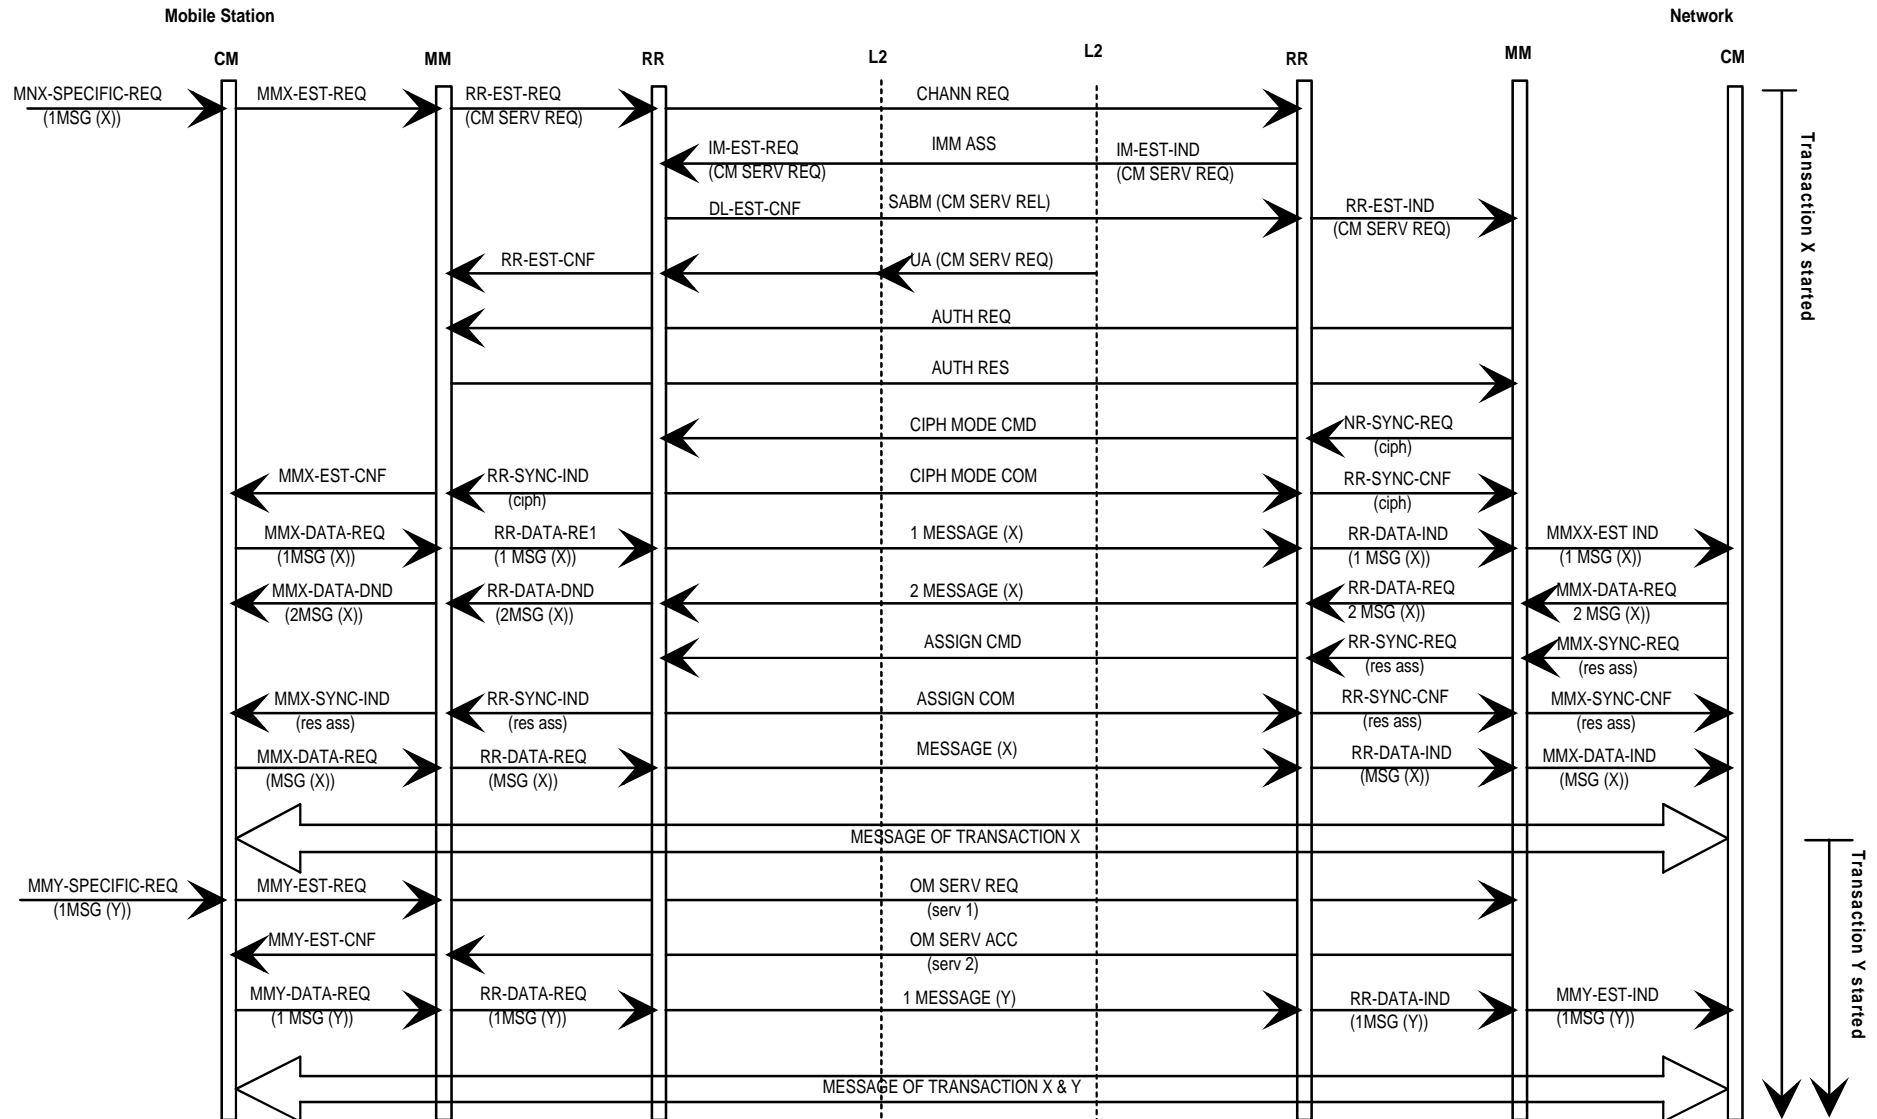 Mobile Station
Network
CM
MM
RR
L2
L2
RR
MM
CM
MNX-SPECIFIC-REQ
(1MSG (X))
MMX-EST-REQ
RR-EST-REQ
(CM SERV REQ)
CHANN REQ
IM-EST-REQ
(CM SERV REQ)
IMM ASS
IM-EST-IND
(CM SERV REQ)
DL-EST-CNF
SABM (CM SERV REL)
RR-EST-IND
(CM SERV REQ)
RR-EST-CNF
UA (CM SERV REQ)
AUTH REQ
AUTH RES
CIPH MODE CMD
NR-SYNC-REQ
(ciph)
MMX-EST-CNF
RR-SYNC-IND
(ciph)
CIPH MODE COM
RR-SYNC-CNF
(ciph)
MMX-DATA-REQ
(1MSG (X))
RR-DATA-RE1
(1 MSG (X))
1 MESSAGE (X)
RR-DATA-IND
(1 MSG (X))
MMXX-EST IND
(1 MSG (X))
MMX-DATA-DND
(2MSG (X))
RR-DATA-DND
(2MSG (X))
2 MESSAGE (X)
RR-DATA-REQ
2 MSG (X))
MMX-DATA-REQ
2 MSG (X))
ASSIGN CMD
RR-SYNC-REQ
(res ass)
MMX-SYNC-REQ
(res ass)
MMX-SYNC-IND
(res ass)
RR-SYNC-IND
(res ass)
ASSIGN COM
RR-SYNC-CNF
(res ass)
MMX-SYNC-CNF
(res ass)
MMX-DATA-REQ
(MSG (X))
RR-DATA-REQ
(MSG (X))
MESSAGE (X)
RR-DATA-IND
(MSG (X))
MMX-DATA-IND
(MSG (X))
MESSAGE OF TRANSACTION X
MMY-SPECIFIC-REQ
(1MSG (Y))
MMY-EST-REQ
OM SERV REQ
(serv 1)
MMY-EST-CNF
OM SERV ACC
(serv 2)
MMY-DATA-REQ
(1 MSG (Y))
RR-DATA-REQ
(1MSG (Y))
1 MESSAGE (Y)
RR-DATA-IND
(1MSG (Y))
MMY-EST-IND
(1MSG (Y))
MESSAGE OF TRANSACTION X & Y
Transaction X started
Transaction Y started